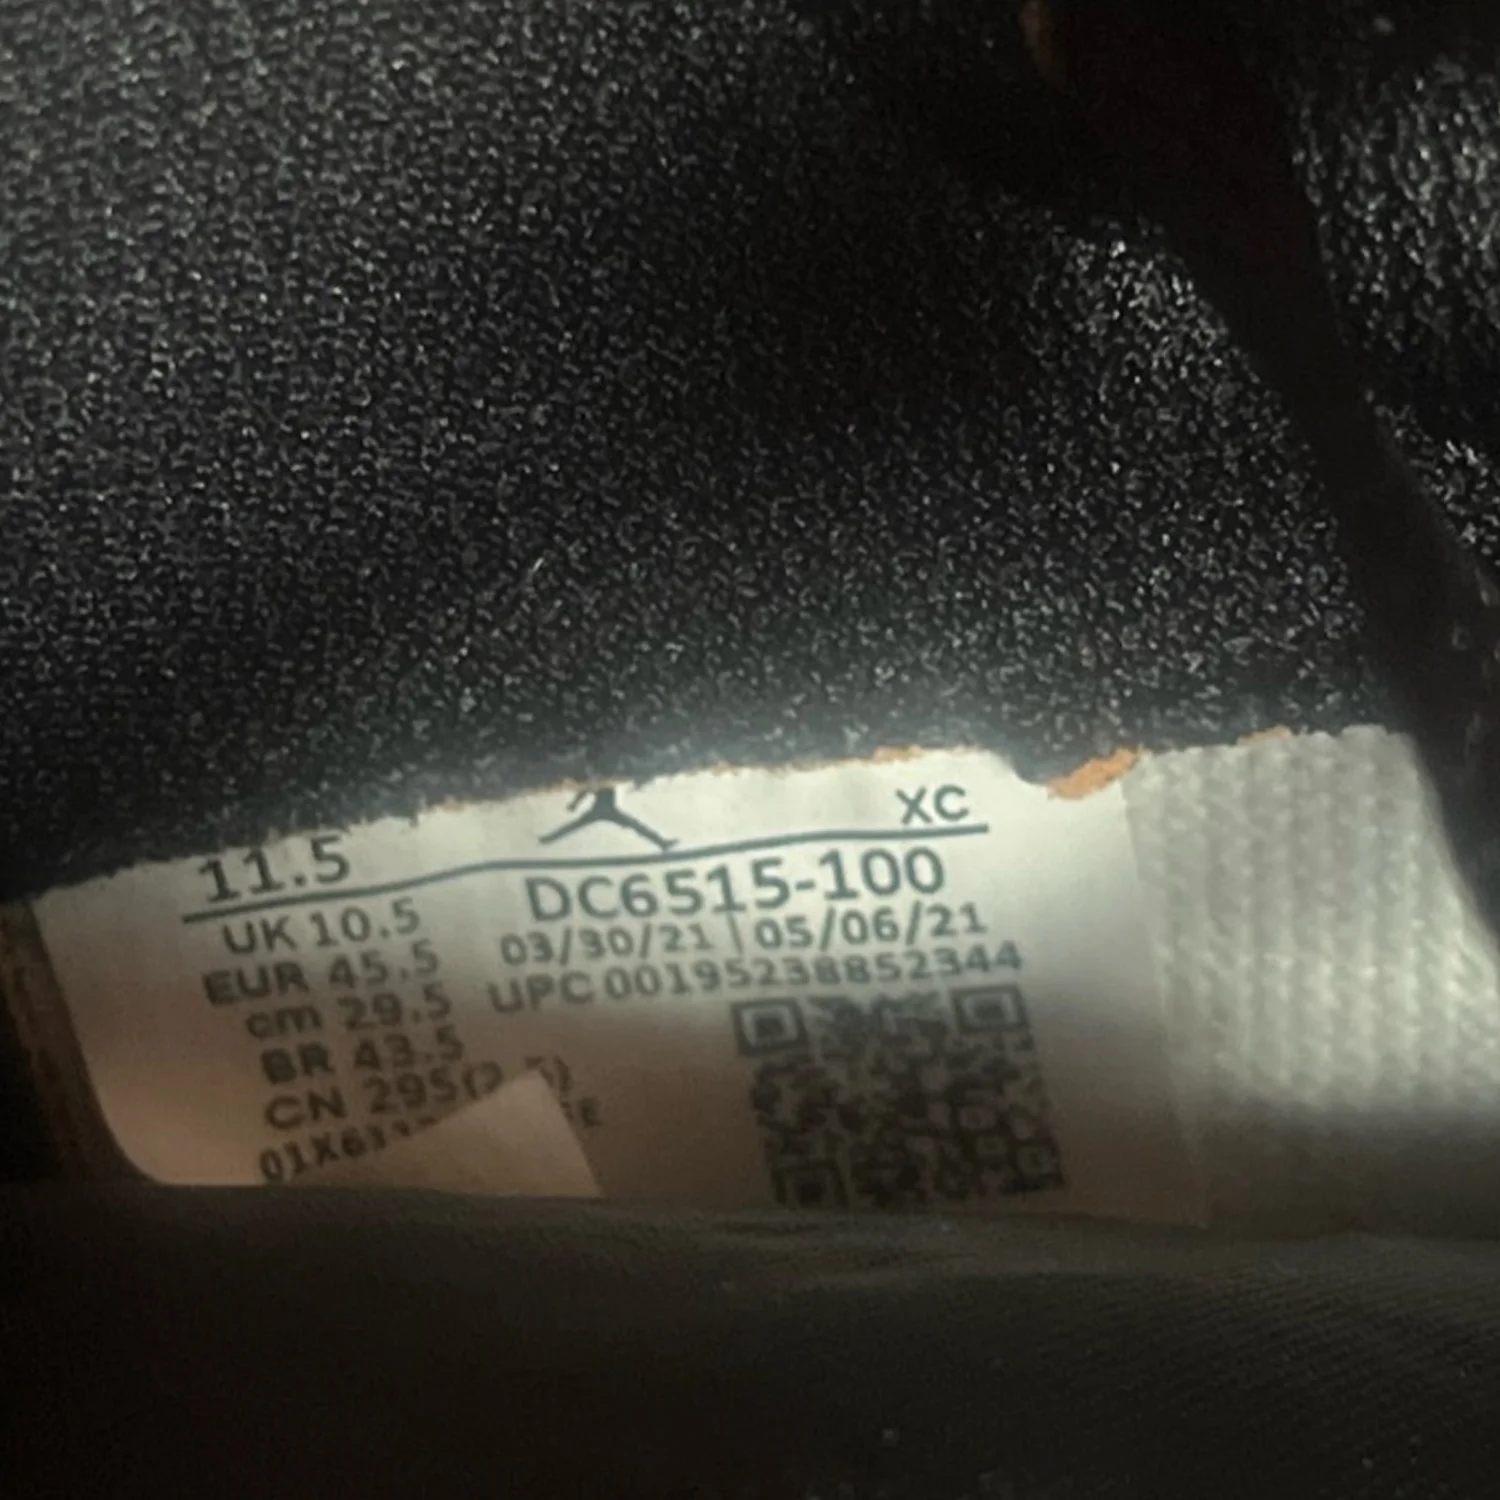 11.5 XC
DC6515-100
UK 10.5
03/30/21 | 05/06/21
EUR 45.5
UPC 00195238852344
cm 29.5
BR 43.5
CN 295